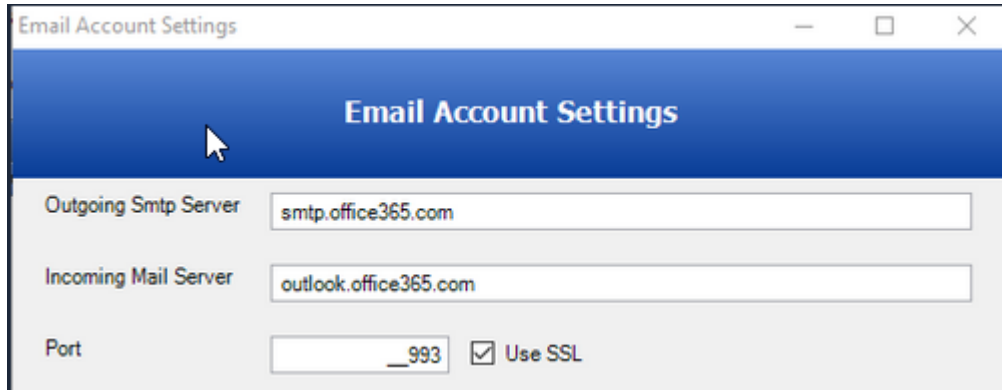 Email Account Settings
Email Account Settings
Outgoing Smtp Server smtp.office365.com
Incoming Mail Server outlook.office365.com
Port __993 Use SSL